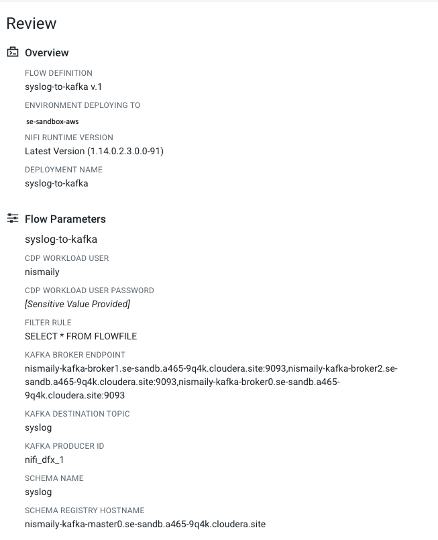 Review
Overview
FLOW DEFINITION
syslog-to-kafka v.1
ENVIRONMENT DEPLOYING TO
se-sandbox-aws
NIFI RUNTIME VERSION
Latest Version (1.14.0.2.3.0.0-91)
DEPLOYMENT NAME
syslog-to-kafka
Flow Parameters
syslog-to-kafka
CDP WORKLOAD USER
nismaily
CDP WORKLOAD USER PASSWORD
[Sensitive Value Provided]
FILTER RULE
SELECT * FROM FLOWFILE
KAFKA BROKER ENDPOINT
nismaily-kafka-broker1.se-sandb.a465-9q4k.cloudera.site:9093,nismaily-kafka-broker2.se-
sandb.a465-9q4k.cloudera.site:9093,nismaily-kafka-broker0.se-sandb.a465-
9q4k.cloudera.site:9093
KAFKA DESTINATION TOPIC
syslog
KAFKA PRODUCER ID
nifi_dfx_1
SCHEMA NAME
syslog
SCHEMA REGISTRY HOSTNAME
nismaily-kafka-master0.se-sandb.a465-9q4k.cloudera.site